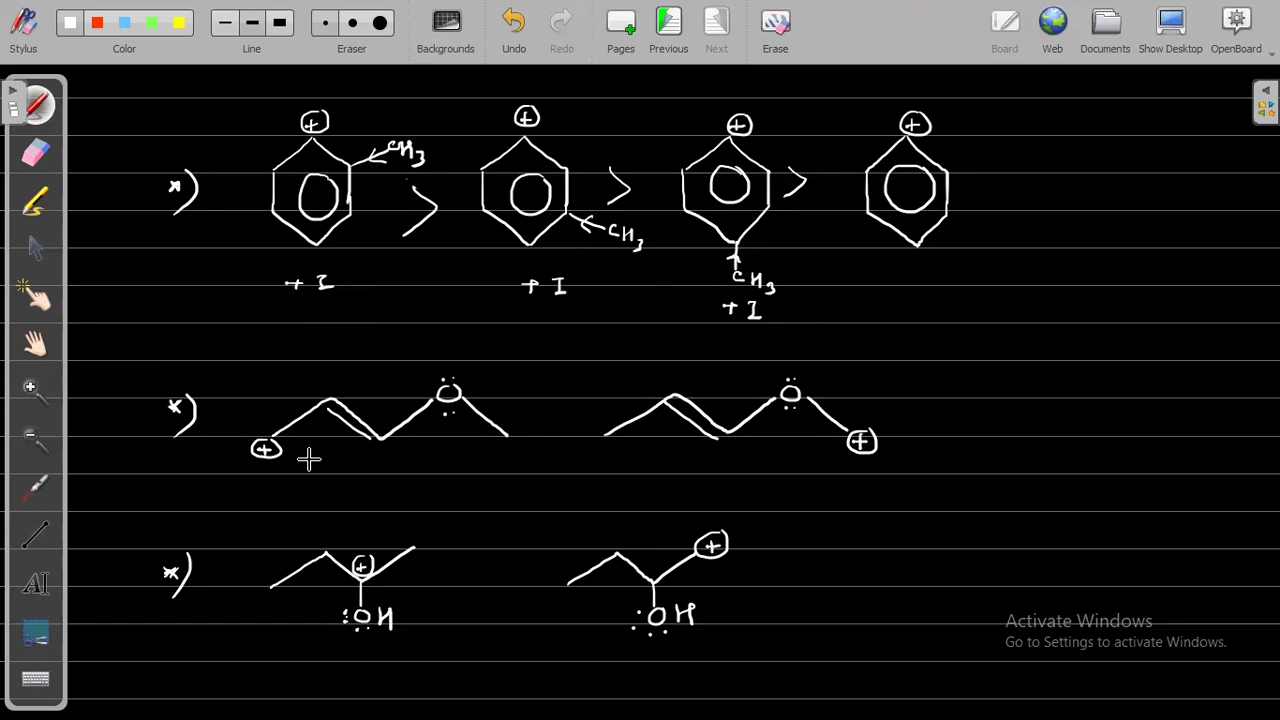 Stylus Color Line Eraser Backgrounds Undo Redo Pages Previous Next Erase Board Web Documents Show Desktop OpenBoard
⊕ ⊕ ⊕ ⊕
*) CH3 > CH3 > CH3 >
+ I + I + I
*) ⊕ :O: :O: ⊕
*) ⊕ ⊕
:OH :OH
AI
Activate Windows
Go to Settings to activate Windows.